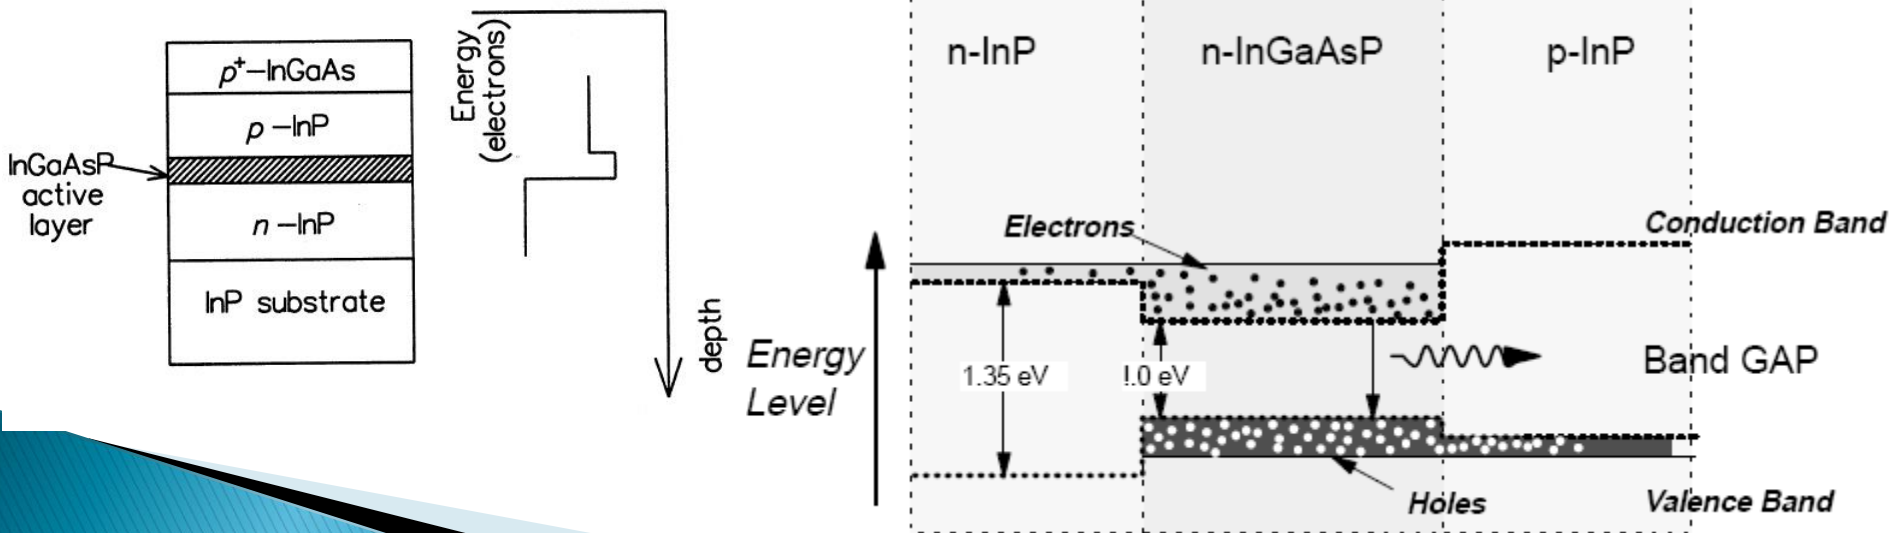 p+–InGaAs
p –InP
InGaAsP
active
layer
n –InP
InP substrate
Energy
(electrons)
depth
n-InP
n-InGaAsP
p-InP
Electrons
Conduction Band
Energy
Level
1.35 eV
!.0 eV
Band GAP
Holes
Valence Band